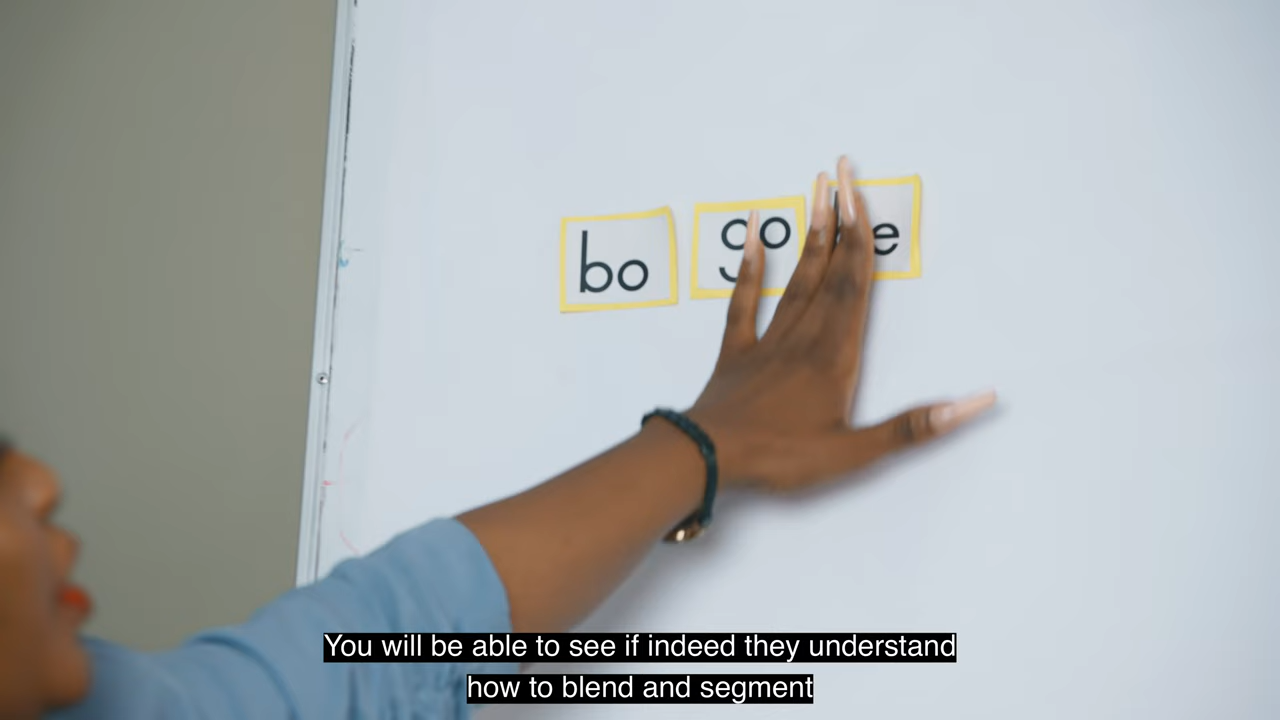 bo go
You will be able to see if indeed they understand
how to blend and segment